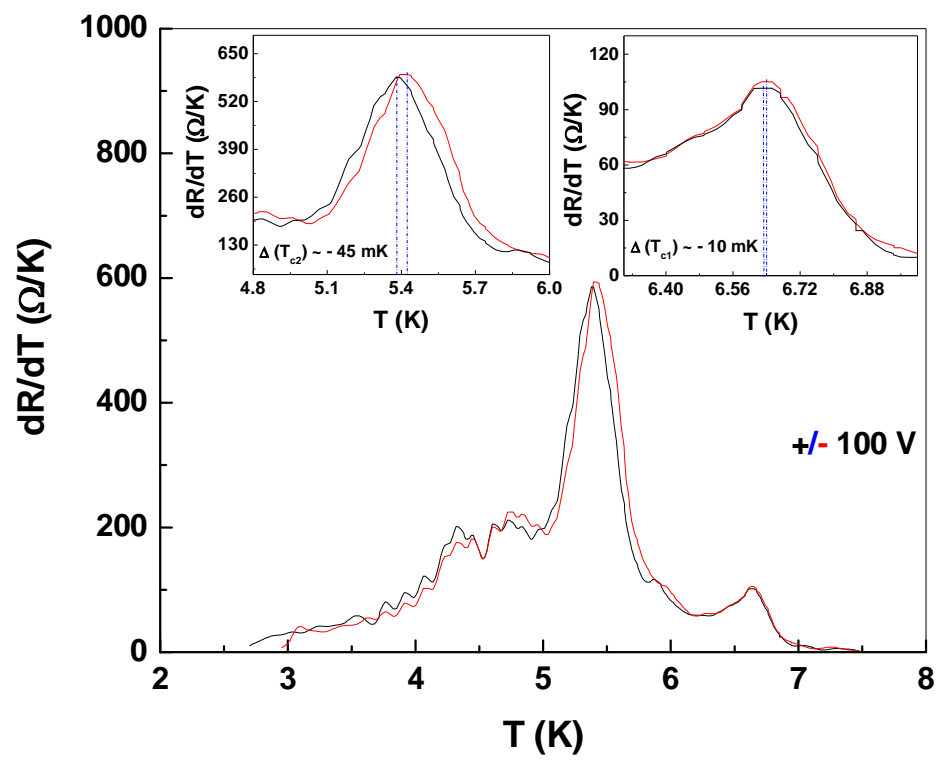 1000
800
600
400
200
0
dR/dT (Ω/K)
2 3 4 5 6 7 8
T (K)
+/- 100 V
650
520
390
260
130
dR/dT (Ω/K)
Δ (Tc2) ~ - 45 mK
4.8 5.1 5.4 5.7 6.0
T (K)
120
90
60
30
0
dR/dT (Ω/K)
Δ (Tc1) ~ - 10 mK
6.40 6.56 6.72 6.88
T (K)